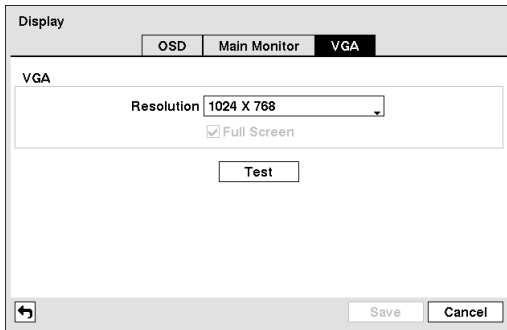 Display
OSD Main Monitor VGA
VGA
Resolution 1024 X 768
Full Screen
Test
Save Cancel